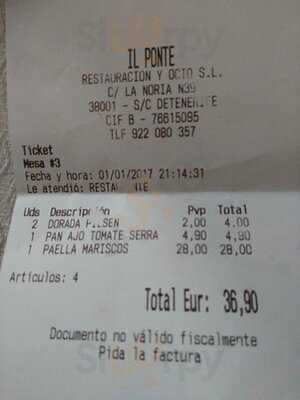 IL PONTE
RESTAURACION Y OCIO S.L.
C/ LA NORIA N39
38001 - S/C DETENERIFE
CIF B - 76615095
TLF 922 080 357
Ticket
Mesa #3
Fecha y hora: 01/01/2017 21:14:31
Le atendió:
Uds Descripción Pvp Total
2 DORADA 2,00 4,00
1 PAN AJO TOMATE SERRA 4,90 4,90
1 PAELLA MARISCOS 28,00 28,00
Artículos: 4
Total Eur: 36,90
Documento no válido fiscalmente
Pida la factura